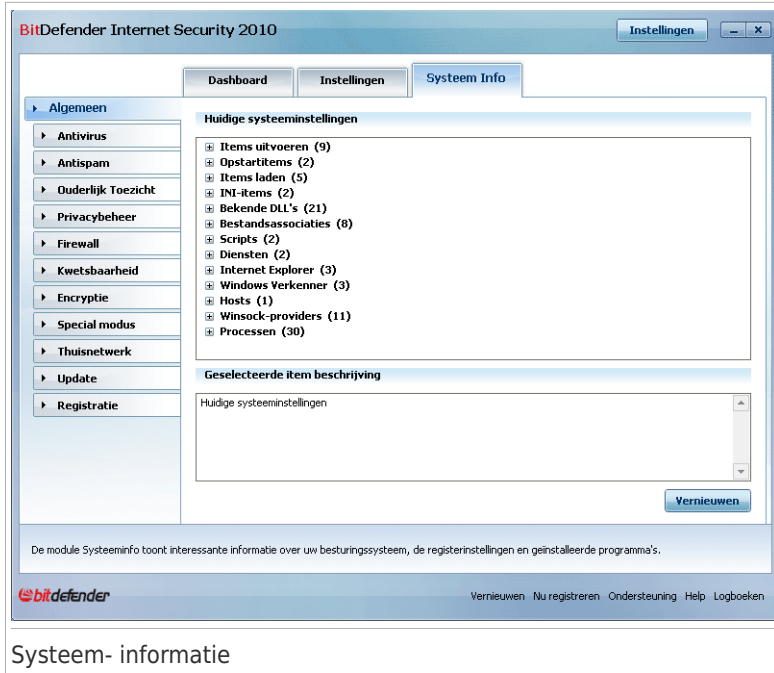 BitDefender Internet Security 2010
Instellingen
Dashboard
Instellingen
Systeem Info
Algemeen
Antivirus
Antispam
Ouderlijk Toezicht
Privacybeheer
Firewall
Kwetsbaarheid
Encryptie
Special modus
Thuisnetwerk
Update
Registratie
Huidige systeeminstellingen
Items uitvoeren (9)
Opstartitems (2)
Items laden (5)
INI-items (2)
Bekende DLL's (21)
Bestandsassociaties (8)
Scripts (2)
Diensten (2)
Internet Explorer (3)
Windows Verkenner (3)
Hosts (1)
Winsock-providers (11)
Processen (30)
Geselecteerde item beschrijving
Huidige systeeminstellingen
Vernieuwen
De module Systeeminfo toont interessante informatie over uw besturingssysteem, de registerinstellingen en geïnstalleerde programma's.
bitdefender
Vernieuwen Nu registreren Ondersteuning Help Logboeken
Systeem- informatie